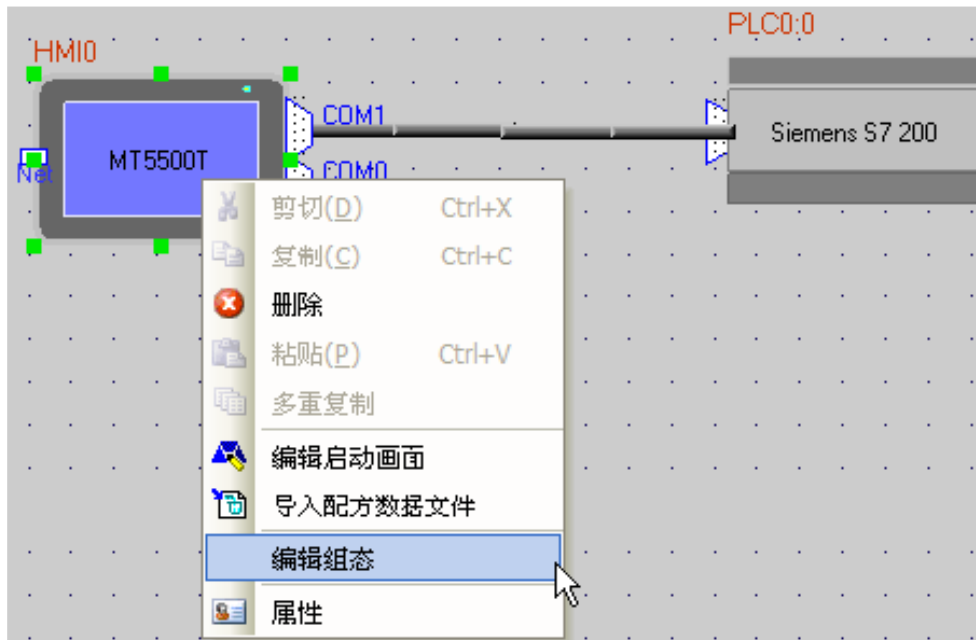 PLC0:0
HMI0
COM1
Siemens S7 200
MT5500T
Net
COM0
剪切(D) Ctrl+X
复制(C) Ctrl+C
删除
粘贴(P) Ctrl+V
多重复制
编辑启动画面
导入配方数据文件
编辑组态
属性